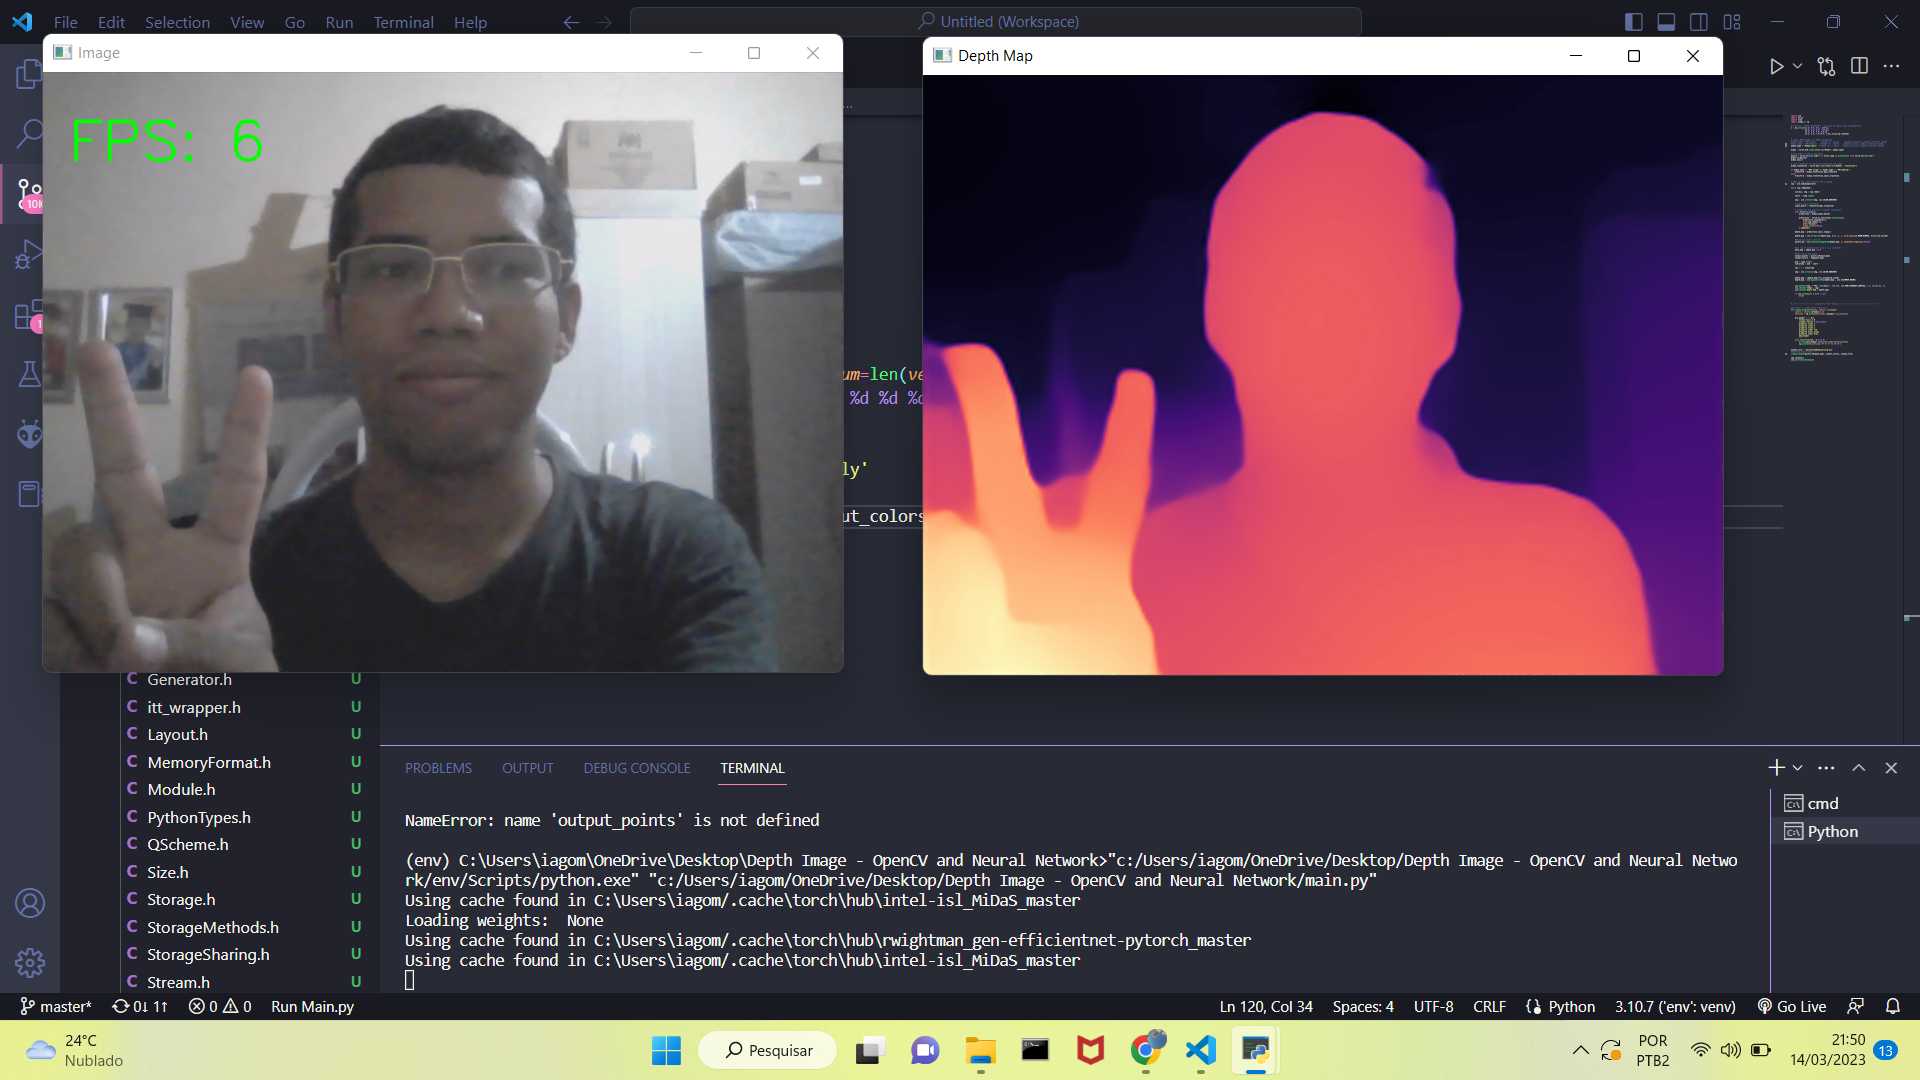 File Edit Selection View Go Run Terminal Help
Untitled (Workspace)
Image
Depth Map
FPS: 6
10K
1
um=len(ve
%d %d %d
ly'
ut_colors
Generator.h U
itt_wrapper.h U
Layout.h U
MemoryFormat.h U
Module.h U
PythonTypes.h U
QScheme.h U
Size.h U
Storage.h U
StorageMethods.h U
StorageSharing.h U
Stream.h U
PROBLEMS OUTPUT DEBUG CONSOLE TERMINAL
NameError: name 'output_points' is not defined
(env) C:\Users\iagom\OneDrive\Desktop\Depth Image - OpenCV and Neural Network>"c:/Users/iagom/OneDrive/Desktop/Depth Image - OpenCV and Neural Netwo
rk/env/Scripts/python.exe" "c:/Users/iagom/OneDrive/Desktop/Depth Image - OpenCV and Neural Network/main.py"
Using cache found in C:\Users\iagom/.cache\torch\hub\intel-isl_MiDaS_master
Loading weights:  None
Using cache found in C:\Users\iagom/.cache\torch\hub\rwightman_gen-efficientnet-pytorch_master
Using cache found in C:\Users\iagom/.cache\torch\hub\intel-isl_MiDaS_master
cmd
Python
master* 0↓ 1↑ 0 0 Run Main.py
Ln 120, Col 34 Spaces: 4 UTF-8 CRLF Python 3.10.7 ('env': venv) Go Live
24°C
Nublado
Pesquisar
POR
PTB2
21:50
14/03/2023
13